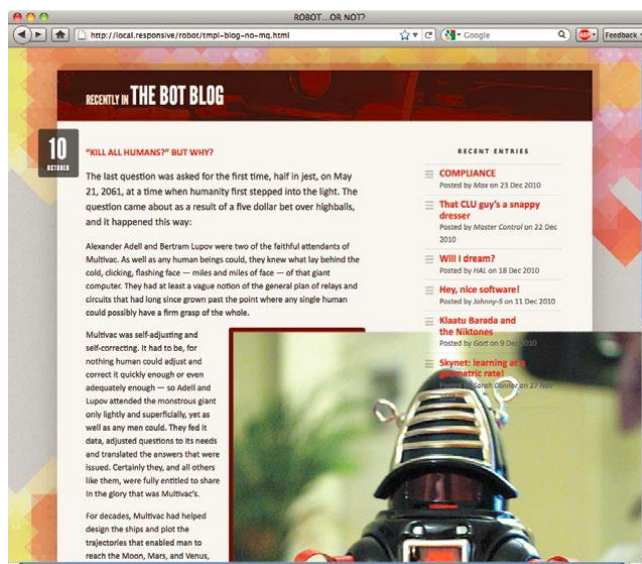 ROBOT...OR NOT?
http://local.responsive/robot/tmpl-blog-no-mq.html
Google
ABP
Feedback
RECENTLY IN THE BOT BLOG
10
OCTOBER
"KILL ALL HUMANS?" BUT WHY?
The last question was asked for the first time, half in jest, on May
21, 2061, at a time when humanity first stepped into the light. The
question came about as a result of a five dollar bet over highballs,
and it happened this way:
Alexander Adell and Bertram Lupov were two of the faithful attendants of
Multivac. As well as any human beings could, they knew what lay behind the
cold, clicking, flashing face — miles and miles of face — of that giant
computer. They had at least a vague notion of the general plan of relays and
circuits that had long since grown past the point where any single human
could possibly have a firm grasp of the whole.
Multivac was self-adjusting and
self-correcting. It had to be, for
nothing human could adjust and
correct it quickly enough or even
adequately enough — so Adell and
Lupov attended the monstrous giant
only lightly and superficially, yet as
well as any men could. They fed it
data, adjusted questions to its needs
and translated the answers that were
issued. Certainly they, and all others
like them, were fully entitled to share
in the glory that was Multivac's.
For decades, Multivac had helped
design the ships and plot the
trajectories that enabled man to
reach the Moon, Mars, and Venus,
RECENT ENTRIES
COMPLIANCE
Posted by Max on 23 Dec 2010
That CLU guy's a snappy
dresser
Posted by Master Control on 22 Dec
2010
Will I dream?
Posted by HAL on 18 Dec 2010
Hey, nice software!
Posted by Johnny-5 on 11 Dec 2010
Klaatu Barada and
the Niktones
Posted by Gort on 9 Dec 2010
Skynet: learning at a
geometric rate!
Posted by Sarah Connor on 27 Nov
2010